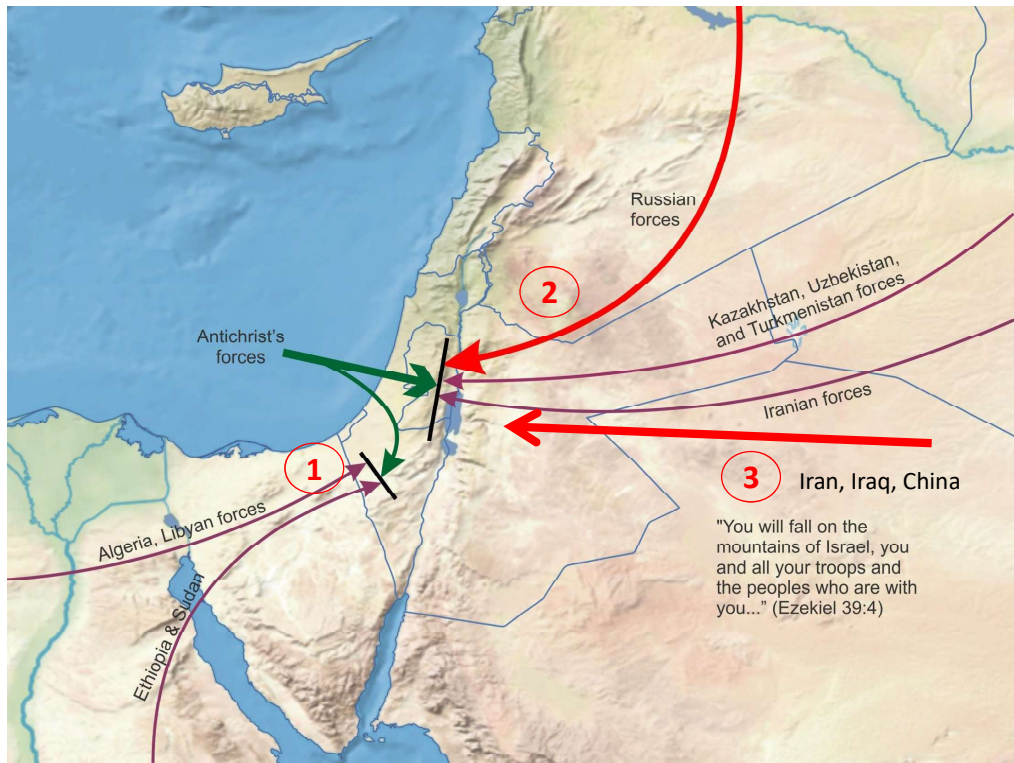 Russian
forces
2
Kazakhstan, Uzbekistan,
and Turkmenistan forces
Antichrist's
forces
Iranian forces
1
3
Iran, Iraq, China
Algeria, Libyan forces
"You will fall on the
mountains of Israel, you
and all your troops and
the peoples who are with
you...” (Ezekiel 39:4)
Ethiopia & Sudan